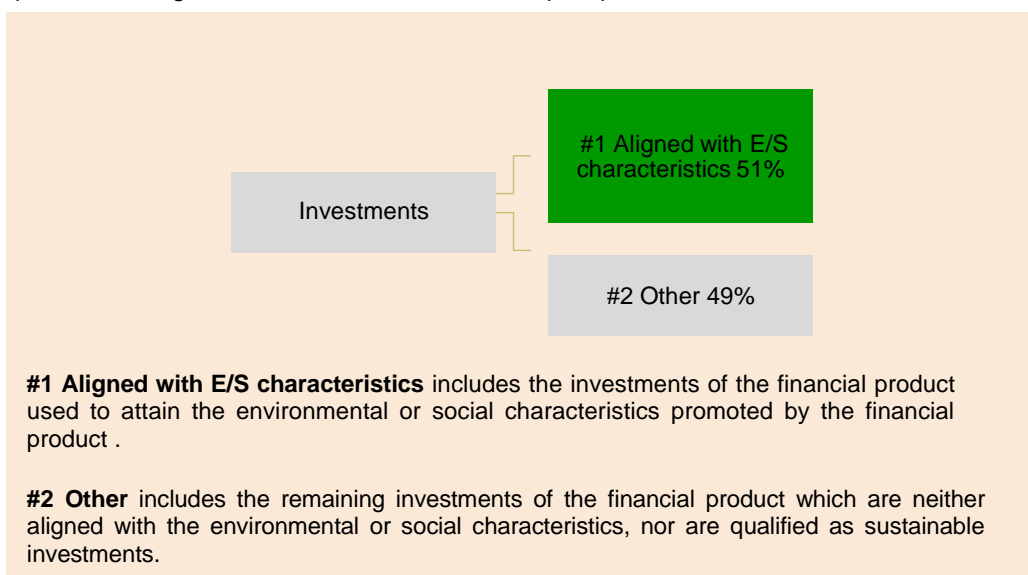 #1 Aligned with E/S
characteristics 51%
Investments
#2 Other 49%
#1 Aligned with E/S characteristics includes the investments of the financial product
used to attain the environmental or social characteristics promoted by the financial
product .
#2 Other includes the remaining investments of the financial product which are neither
aligned with the environmental or social characteristics, nor are qualified as sustainable
investments.